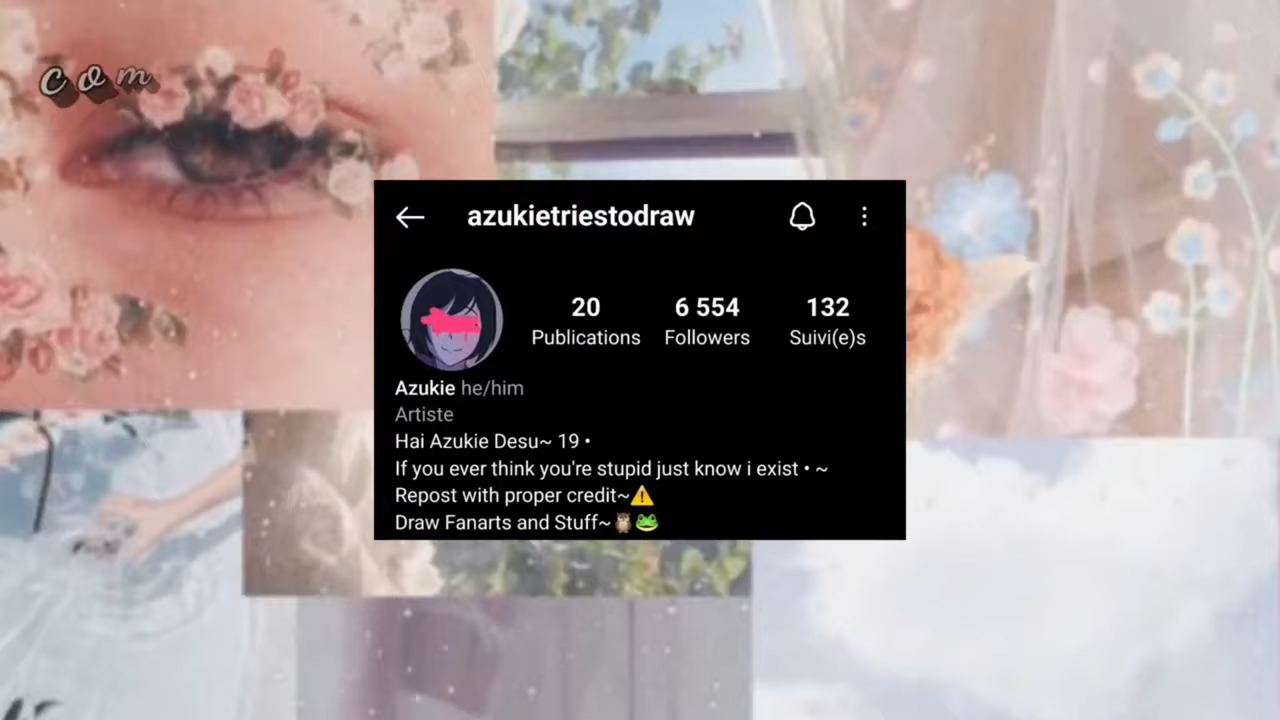 com
azukietriestodraw
20 6 554 132
Publications Followers Suivi(e)s
Azukie he/him
Artiste
Hai Azukie Desu~ 19 •
If you ever think you're stupid just know i exist • ~
Repost with proper credit~⚠️
Draw Fanarts and Stuff~🦉🐸